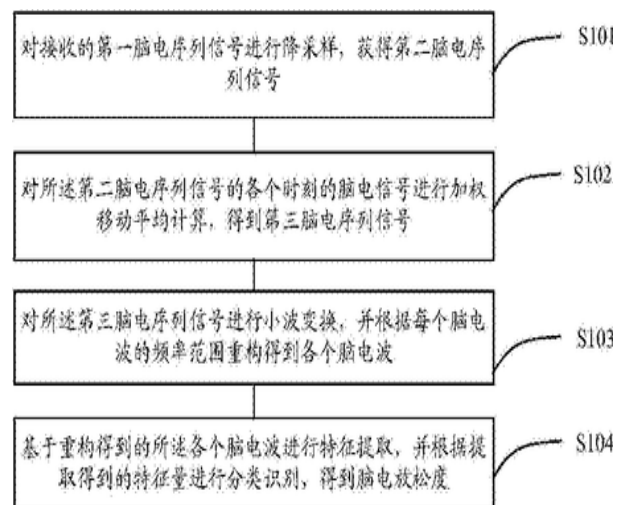 对接收的第一脑电序列信号进行降采样，获得第二脑电序
列信号
S101
对所述第二脑电序列信号的各个时刻的脑电信号进行加权
移动平均计算，得到第三脑电序列信号
S102
对所述第三脑电序列信号进行小波变换，并根据每个脑电
波的频率范围重构得到各个脑电波
S103
基于重构得到的所述各个脑电波进行特征提取，并根据提
取得到的特征量进行分类识别，得到脑电放松度
S104